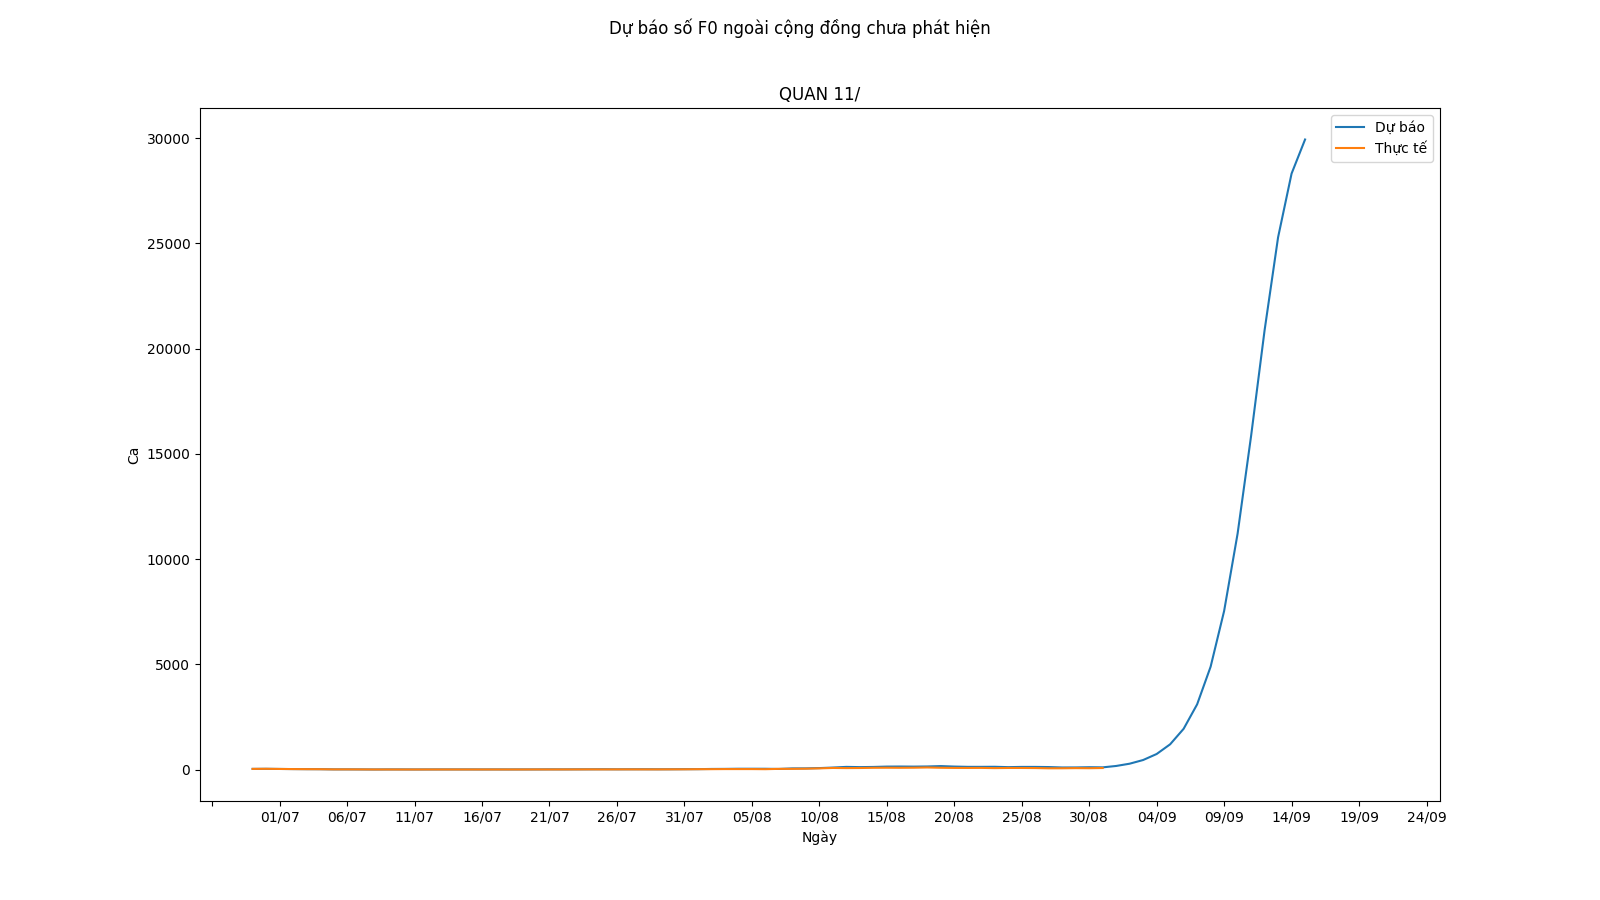 Dự báo số F0 ngoài cộng đồng chưa phát hiện
QUAN 11/
Dự báo
Thực tế
30000
25000
20000
15000
10000
5000
0
Ca
01/07 06/07 11/07 16/07 21/07 26/07 31/07 05/08 10/08 15/08 20/08 25/08 30/08 04/09 09/09 14/09 19/09 24/09
Ngày